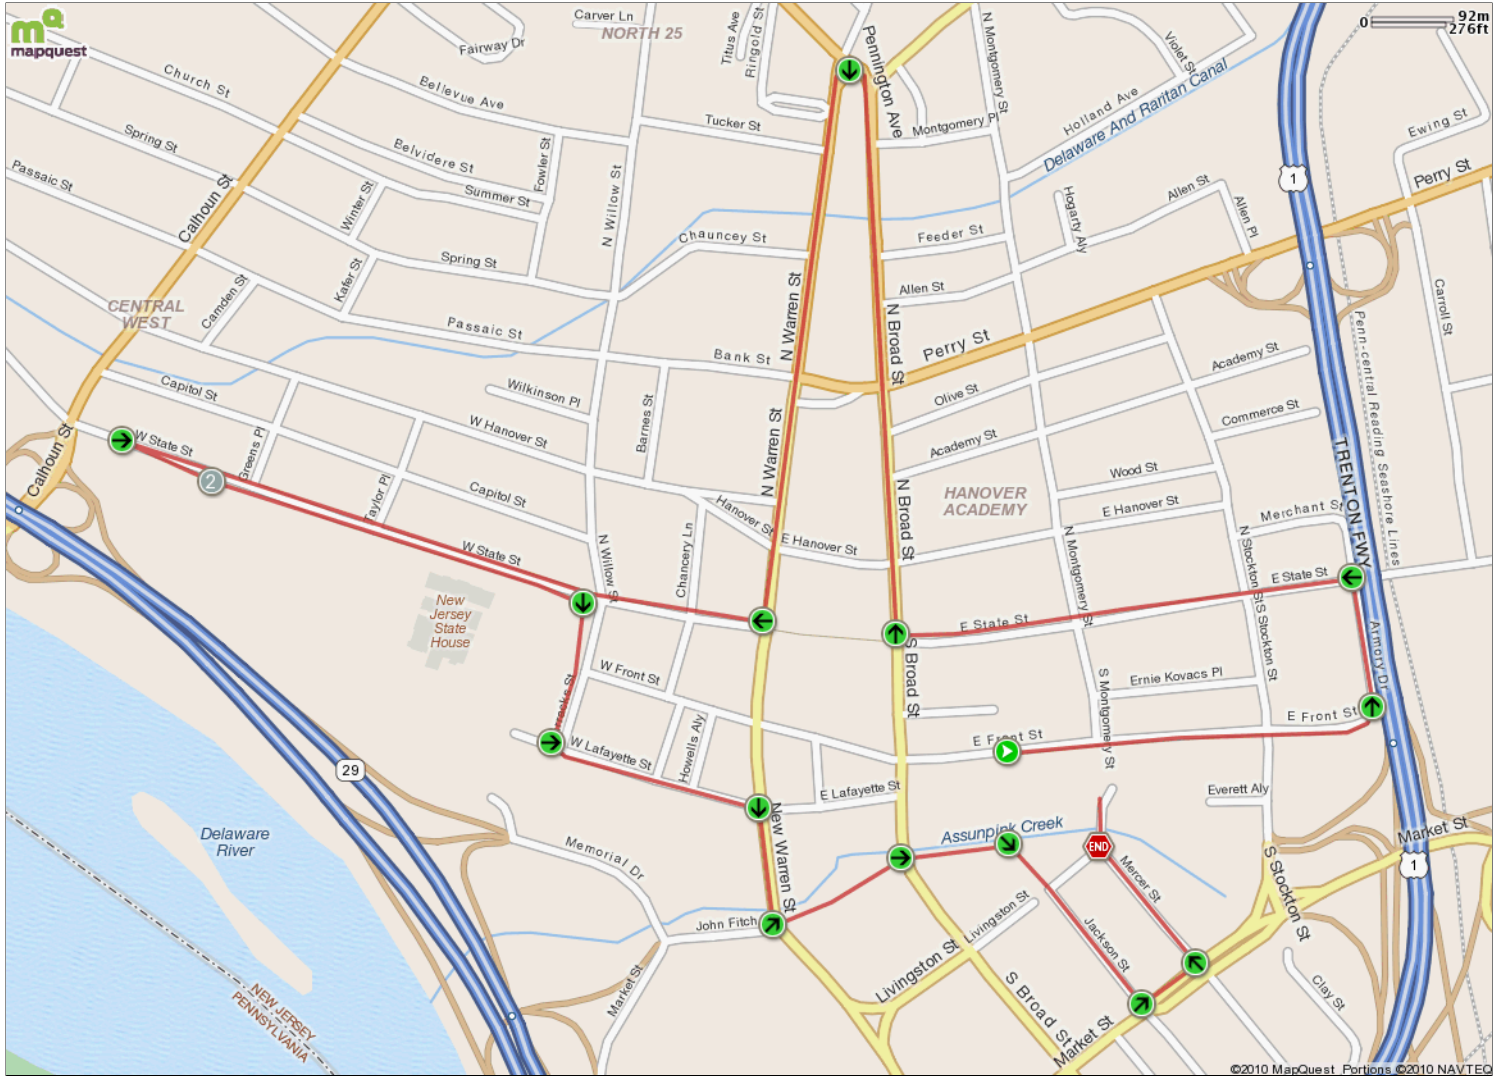 mapquest
0
92m
276ft
Carver Ln
NORTH 25
Fairway Dr
Titus Ave
Ringold St
Pennington Ave
N Montgomery St
Violet St
Church St
Bellevue Ave
Tucker St
Montgomery Pl
Holland Ave
Delaware And Raritan Canal
Ewing St
Spring St
Belvidere St
Fowler St
Passaic St
Calhoun St
Winter St
Summer St
N Willow St
1
Perry St
Hogarty Aly
Allen St
Allen Pl
Chauncey St
Feeder St
Spring St
Kafer St
Camden St
Allen St
CENTRAL
WEST
Passaic St
N Warren St
N Broad St
Carroll St
Penn-central Reading Seashore Lines
Bank St
Perry St
Academy St
Capitol St
Wilkinson Pl
Olive St
Barnes St
Commerce St
W Hanover St
N Warren St
Academy St
W State St
Greens Pl
Calhoun St
2
Wood St
TRENTON FWY
Taylor Pl
Capitol St
HANOVER
ACADEMY
N Broad St
Hanover St
E Hanover St
Merchant St
E Hanover St
W State St
N Willow St
Chancery Ln
N Montgomery St
N Stockton St
E State St
New
Jersey
State
House
E State St
S Stockton St
Armory Dr
S Broad St
W Front St
Ernie Kovacs Pl
S Montgomery St
E Front St
E Front St
W Lafayette St
Howells Aly
29
E Lafayette St
Everett Aly
New Warren St
Assunpink Creek
END
Market St
Delaware
River
Memorial Dr
Mercer St
1
S Stockton St
John Fitch
Livingston St
Jackson St
Livingston St
Market St
S Broad St
Clay St
NEW JERSEY
PENNSYLVANIA
Market St
©2010 MapQuest Portions ©2010 NAVTEQ